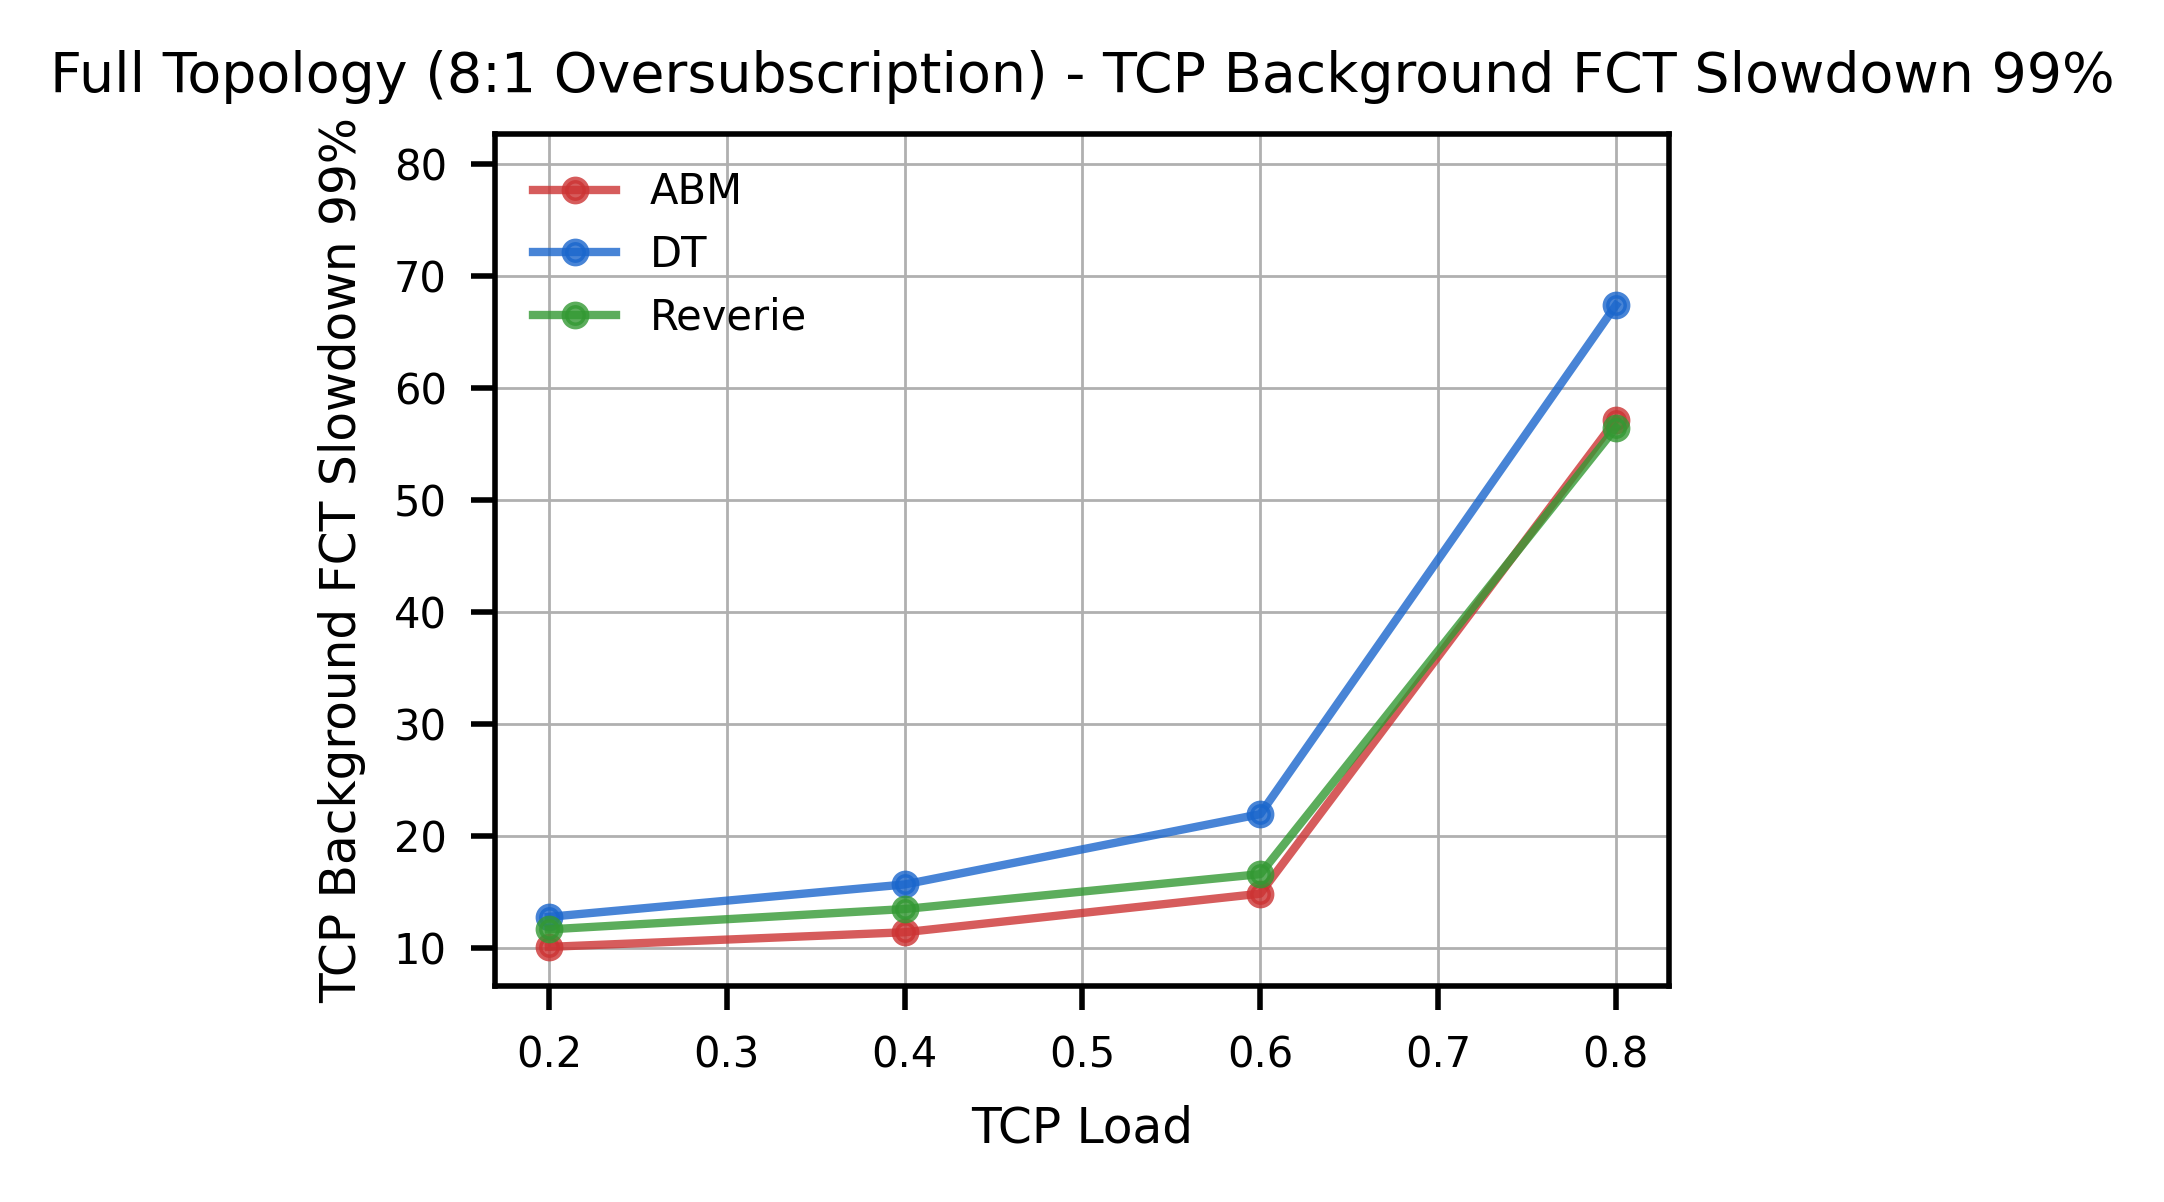 Full Topology (8:1 Oversubscription) - TCP Background FCT Slowdown 99%
TCP Background FCT Slowdown 99%
80
70
60
50
40
30
20
10
ABM
DT
Reverie
0.2 0.3 0.4 0.5 0.6 0.7 0.8
TCP Load